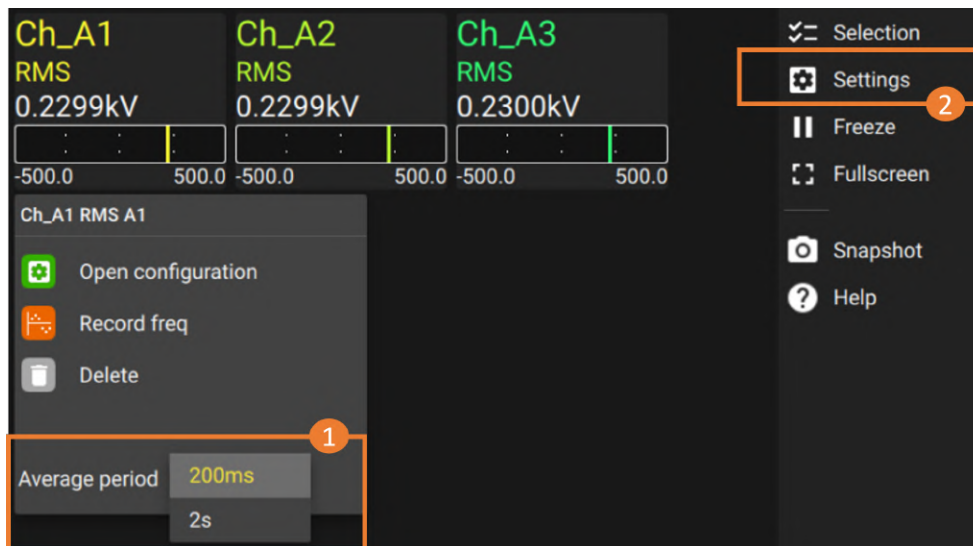 Ch_A1
RMS
0.2299kV
-500.0 500.0
Ch_A2
RMS
0.2299kV
-500.0 500.0
Ch_A3
RMS
0.2300kV
-500.0 500.0
Ch_A1 RMS A1
Open configuration
Record freq
Delete
1
Average period 200ms
2s
Selection
Settings
2
Freeze
Fullscreen
Snapshot
? Help